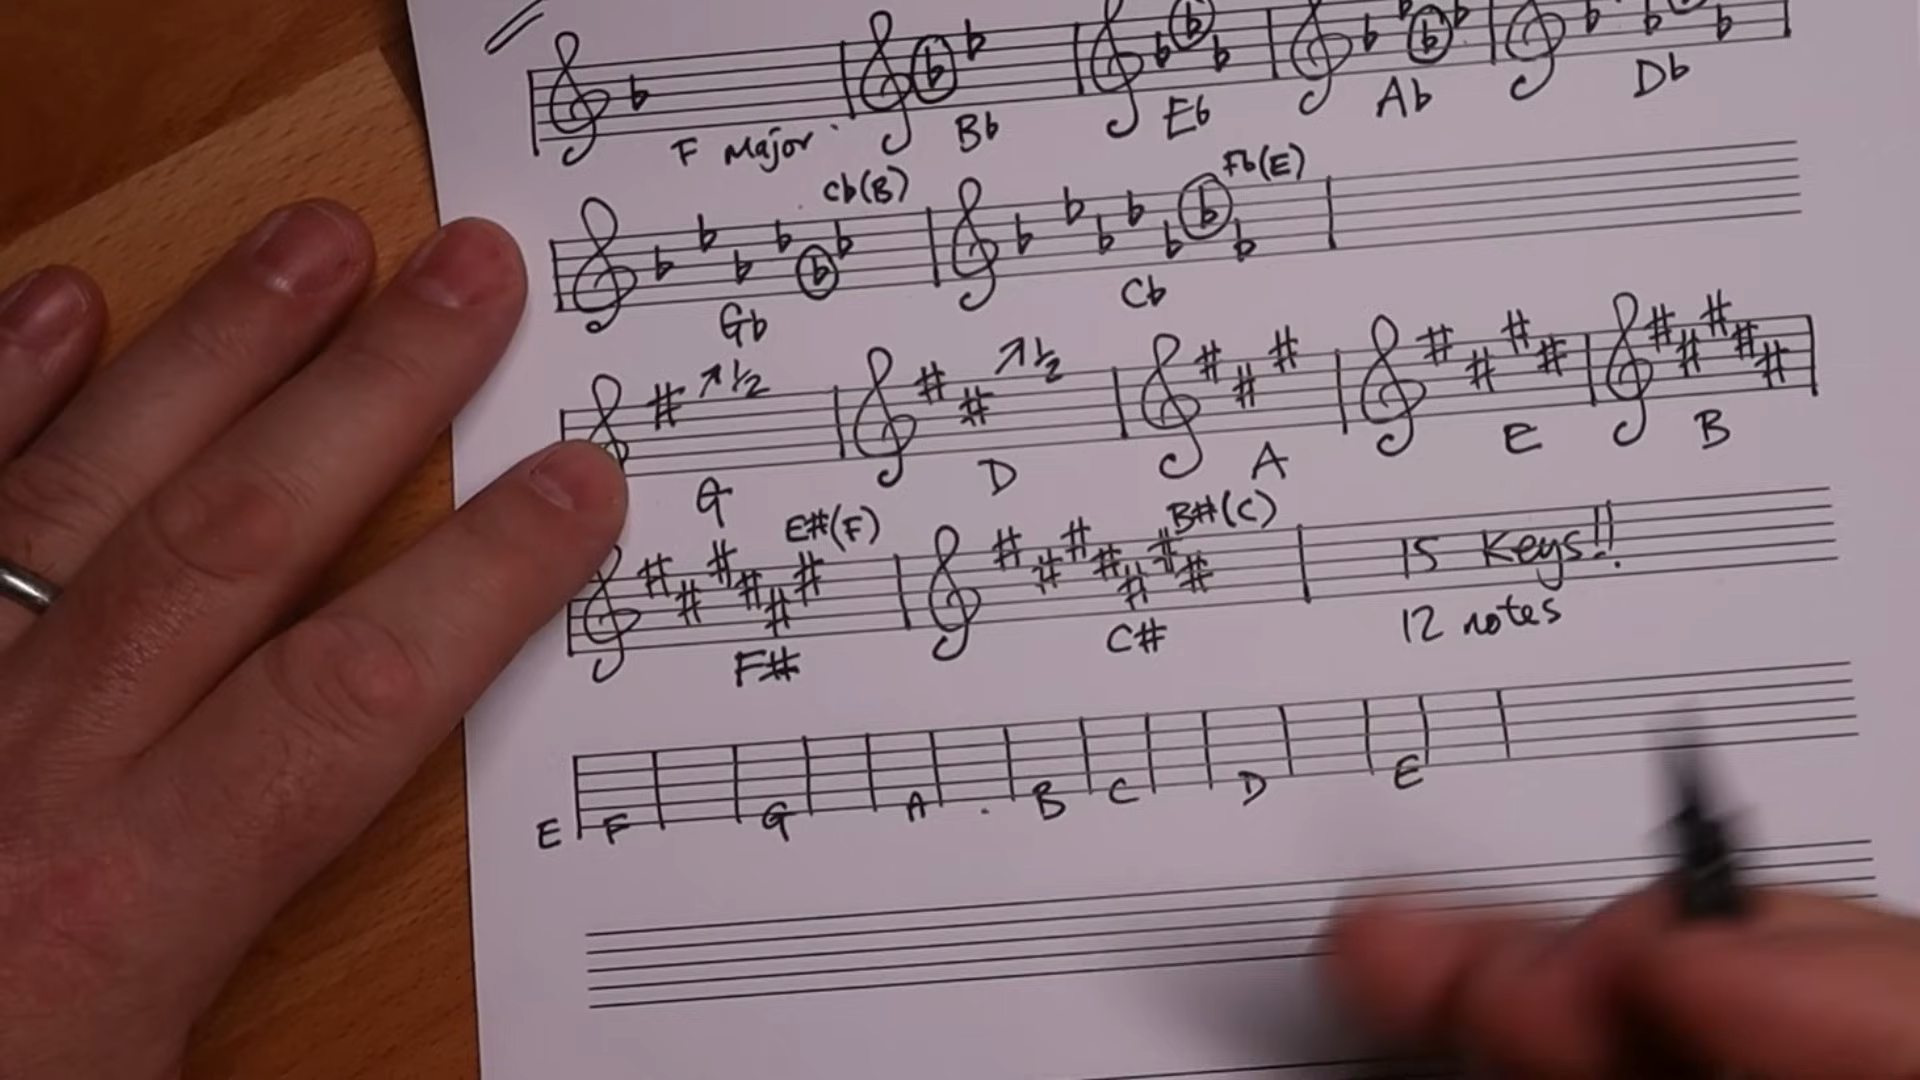 F Major Bb Eb Ab Db
Cb(B) Fb(E)
Gb Cb
↗½ ↗½
G D A E B
E#(F) B#(C) 15 Keys!!
F# C# 12 notes
E F G A B C D E